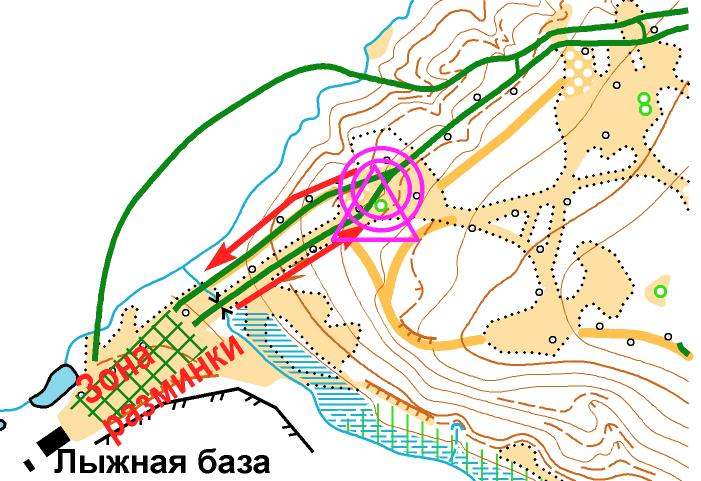 Зона
разминки
Лыжная база